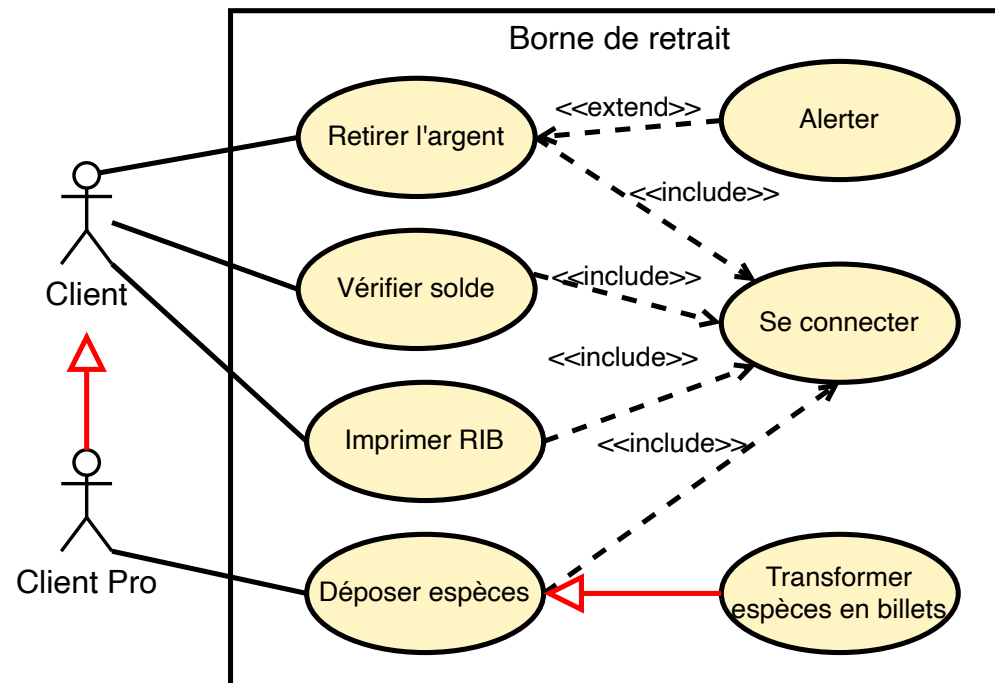 Borne de retrait
Retirer l'argent
<<extend>>
Alerter
<<include>>
Client
Vérifier solde
<<include>>
Se connecter
<<include>>
Imprimer RIB
<<include>>
Client Pro
Déposer espèces
Transformer
espèces en billets